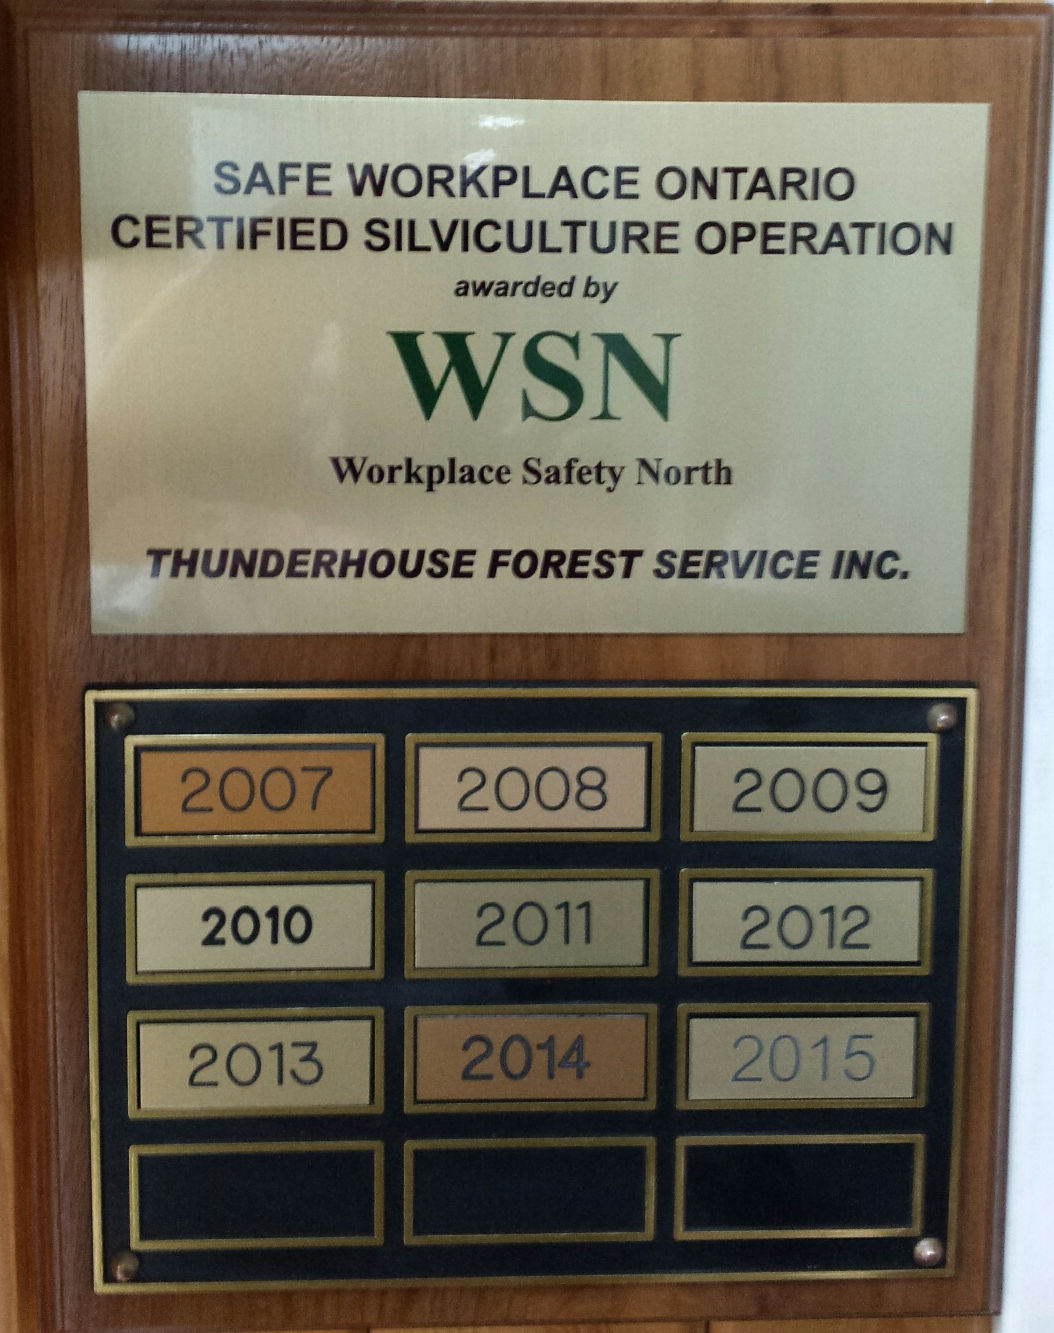 SAFE WORKPLACE ONTARIO
CERTIFIED SILVICULTURE OPERATION
awarded by
WSN
Workplace Safety North
THUNDERHOUSE FOREST SERVICE INC.
2007 2008 2009
2010 2011 2012
2013 2014 2015